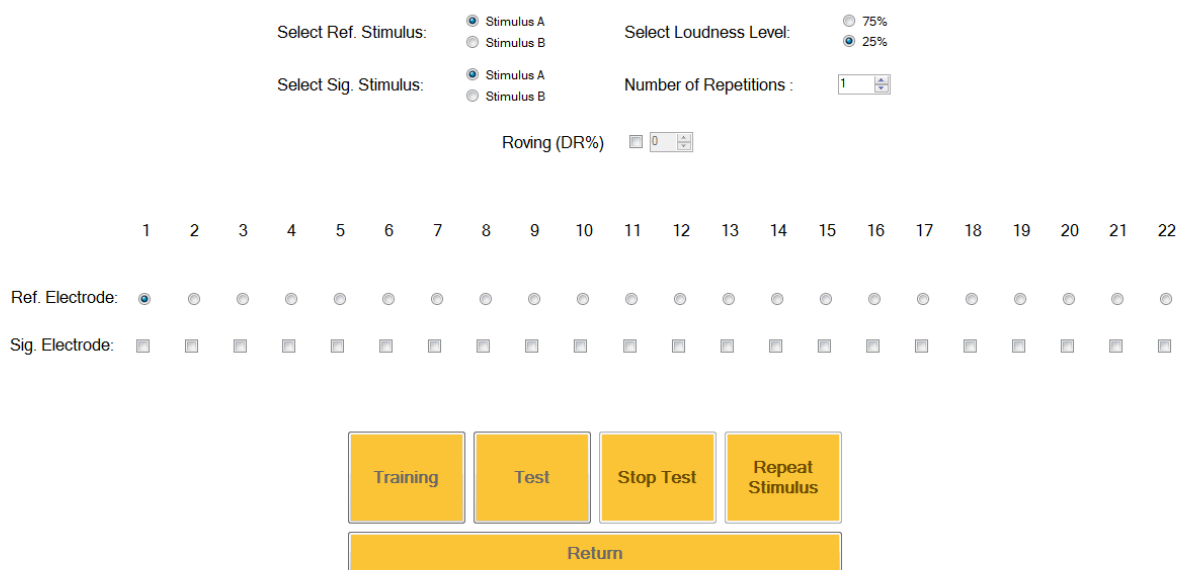 Select Ref. Stimulus:
Stimulus A
Stimulus B
Select Loudness Level:
75%
25%
Select Sig. Stimulus:
Stimulus A
Stimulus B
Number of Repetitions :
1
Roving (DR%)
0
1 2 3 4 5 6 7 8 9 10 11 12 13 14 15 16 17 18 19 20 21 22
Ref. Electrode:
Sig. Electrode:
Training
Test
Stop Test
Repeat
Stimulus
Return